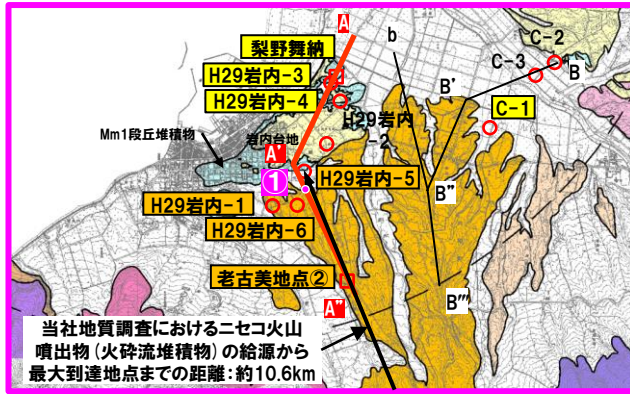 A
b
C-2
C-3
B
梨野舞納
H29岩内-3
B'
H29岩内-4
C-1
H29岩内
-2
Mm1段丘堆積物
岩内台地
A'
①
H29岩内-5
B''
H29岩内-1
H29岩内-6
老古美地点②
A''
B'''
当社地質調査におけるニセコ火山
噴出物(火砕流堆積物)の給源から
最大到達地点までの距離:約10.6km